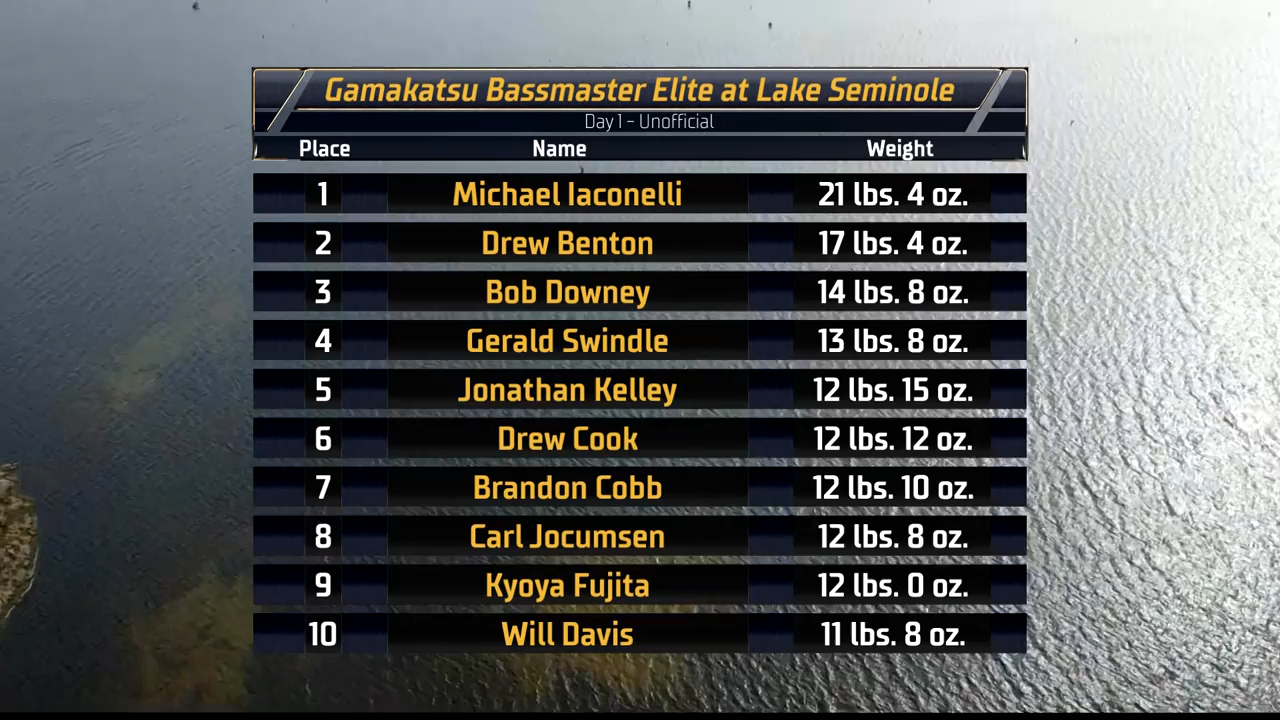 Gamakatsu Bassmaster Elite at Lake Seminole
Day 1 - Unofficial
Place Name Weight
1 Michael Iaconelli 21 lbs. 4 oz.
2 Drew Benton 17 lbs. 4 oz.
3 Bob Downey 14 lbs. 8 oz.
4 Gerald Swindle 13 lbs. 8 oz.
5 Jonathan Kelley 12 lbs. 15 oz.
6 Drew Cook 12 lbs. 12 oz.
7 Brandon Cobb 12 lbs. 10 oz.
8 Carl Jocumsen 12 lbs. 8 oz.
9 Kyoya Fujita 12 lbs. 0 oz.
10 Will Davis 11 lbs. 8 oz.